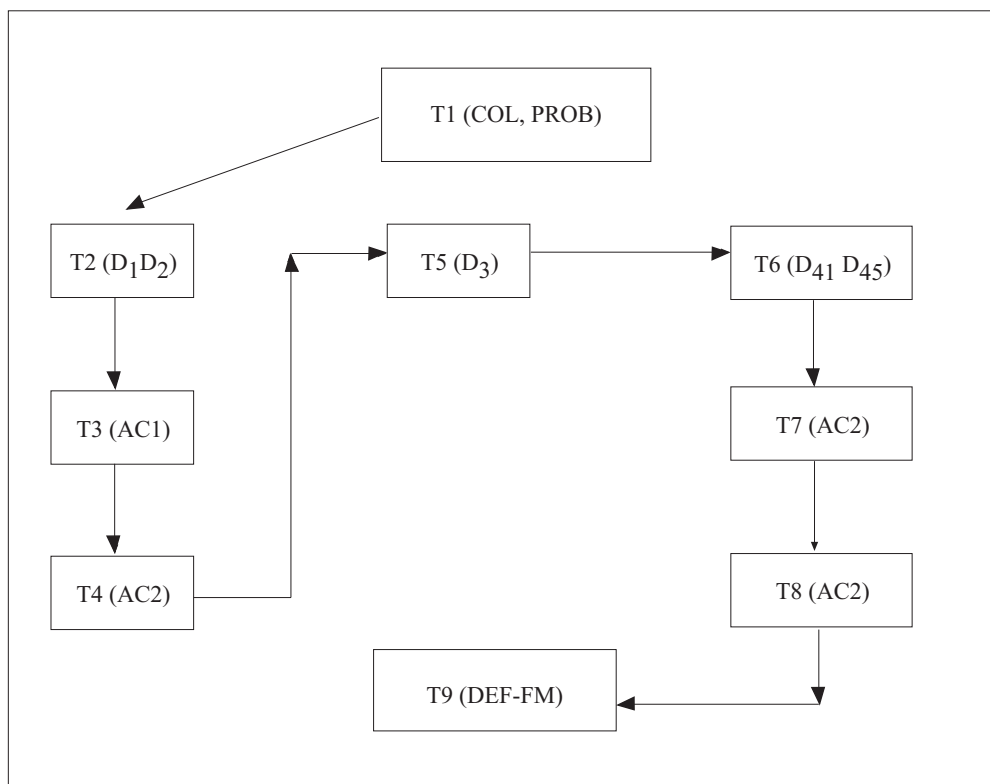 T1 (COL, PROB)
T2 (D₁D₂)
T3 (AC1)
T4 (AC2)
T5 (D₃)
T6 (D₄₁ D₄₅)
T7 (AC2)
T8 (AC2)
T9 (DEF-FM)